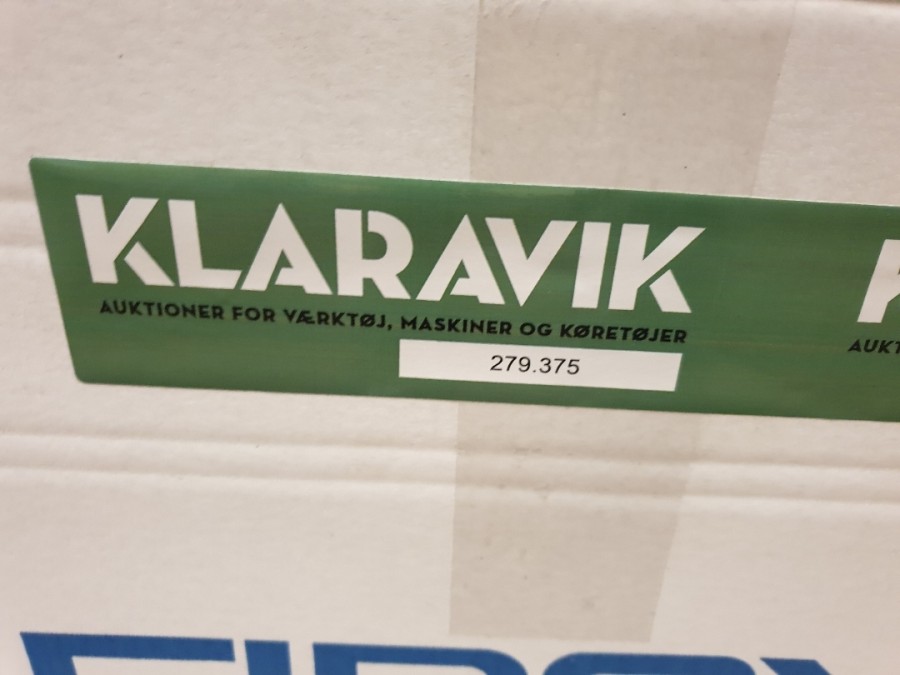 KLARAVIK
AUKTIONER FOR VÆRKTØJ, MASKINER OG KØRETØJER
279.375